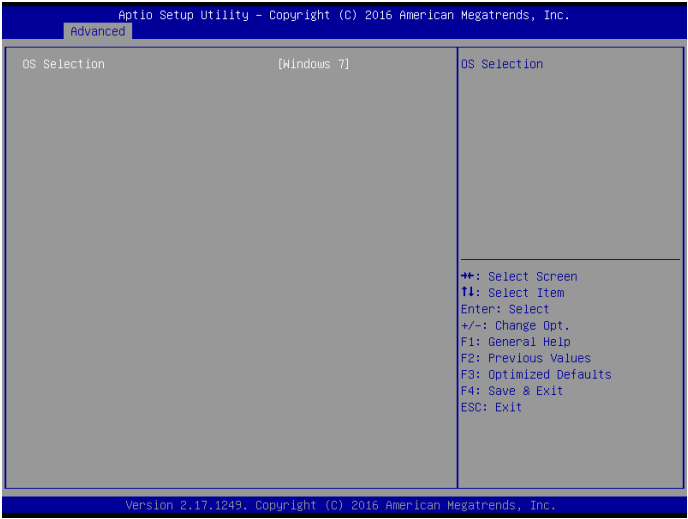 Aptio Setup Utility – Copyright (C) 2016 American Megatrends, Inc.
Advanced
OS Selection [Windows 7]
OS Selection
→←: Select Screen
↑↓: Select Item
Enter: Select
+/-: Change Opt.
F1: General Help
F2: Previous Values
F3: Optimized Defaults
F4: Save & Exit
ESC: Exit
Version 2.17.1249. Copyright (C) 2016 American Megatrends, Inc.